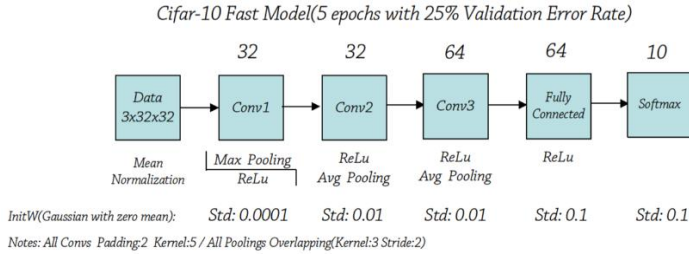 Cifar-10 Fast Model(5 epochs with 25% Validation Error Rate)
32 32 64 64 10
Data
3x32x32
Conv1
Conv2
Conv3
Fully
Connected
Softmax
Mean
Normalization
Max Pooling
ReLu
ReLu
Avg Pooling
ReLu
Avg Pooling
ReLu
InitW(Gaussian with zero mean): Std: 0.0001 Std: 0.01 Std: 0.01 Std: 0.1 Std: 0.1
Notes: All Convs Padding:2 Kernel:5 / All Poolings Overlapping(Kernel:3 Stride:2)